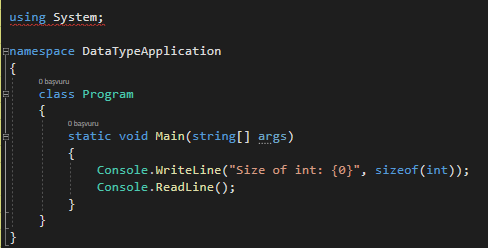 using System;
namespace DataTypeApplication
{
0 başvuru
class Program
{
0 başvuru
static void Main(string[] args)
{
Console.WriteLine("Size of int: {0}", sizeof(int));
Console.ReadLine();
}
}
}